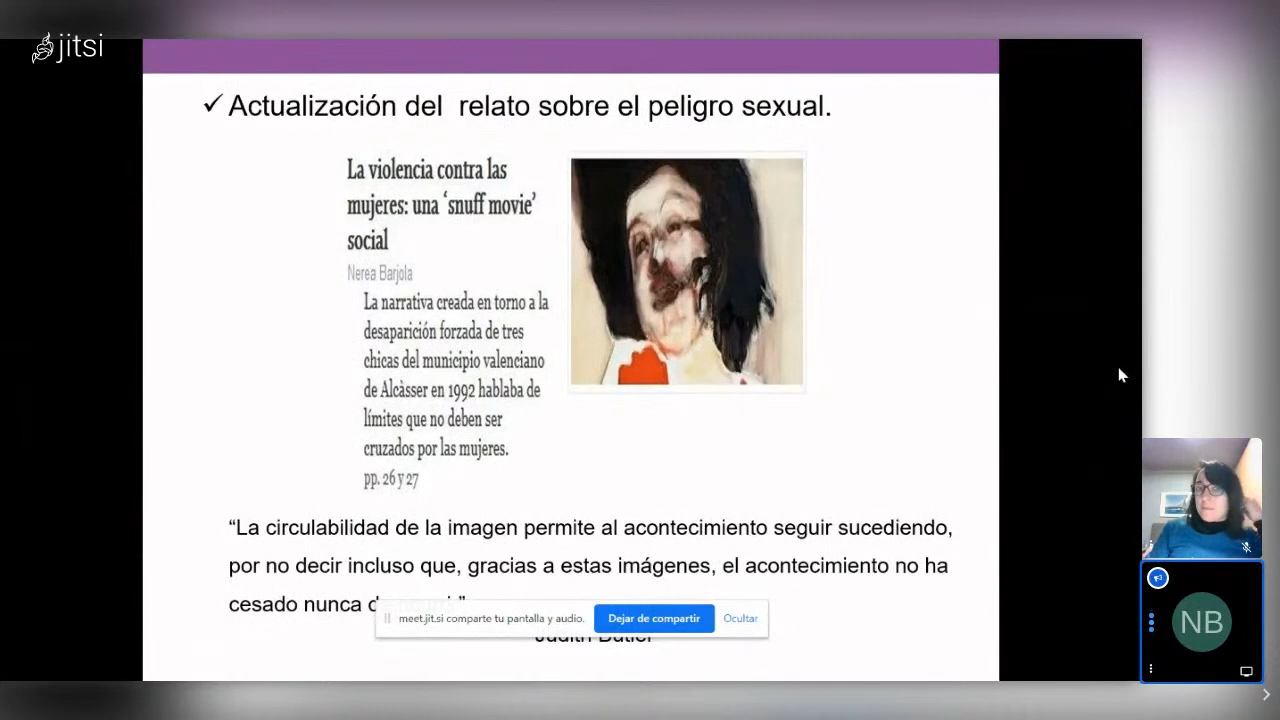 jitsi
✓ Actualización del relato sobre el peligro sexual.
La violencia contra las
mujeres: una ‘snuff movie’
social
Nerea Barjola
La narrativa creada en torno a la
desaparición forzada de tres
chicas del municipio valenciano
de Alcàsser en 1992 hablaba de
límites que no deben ser
cruzados por las mujeres.
pp. 26 y 27
“La circulabilidad de la imagen permite al acontecimiento seguir sucediendo,
por no decir incluso que, gracias a estas imágenes, el acontecimiento no ha
cesado nunca
meet.jit.si comparte tu pantalla y audio.
Dejar de compartir
Ocultar
Judith Butler
NB